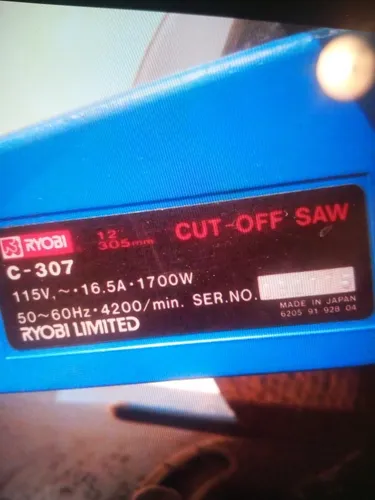 RYOBI 12 305mm CUT-OFF SAW
C-307
115V.~·16.5A·1700W
50~60Hz·4200/min. SER.NO.
RYOBI LIMITED
MADE IN JAPAN
6205 91 928 04